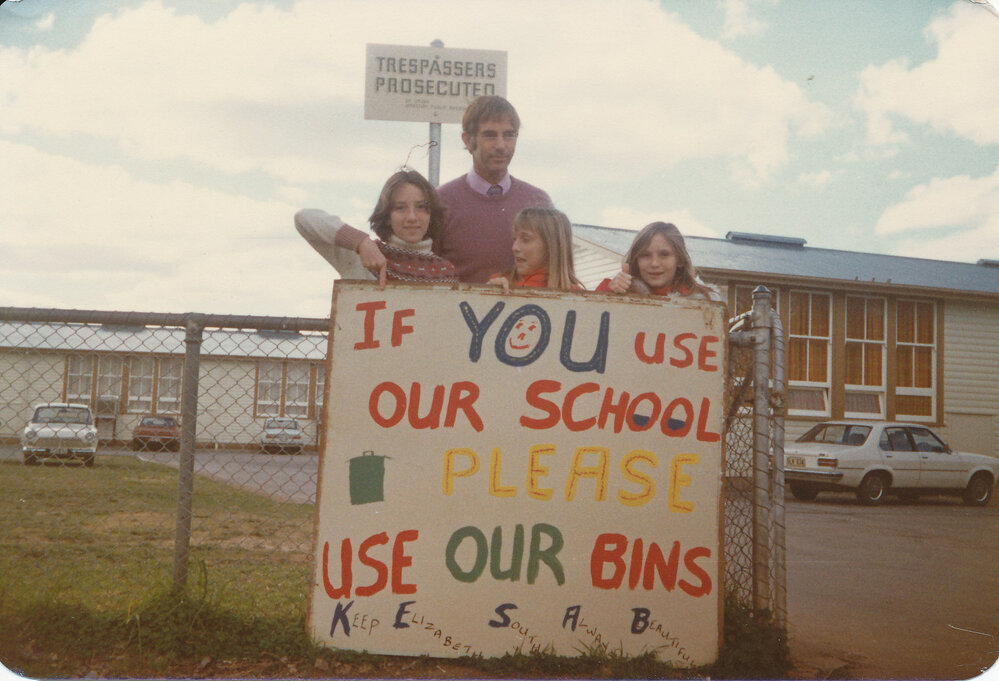 TRESPASSERS
PROSECUTED
IF YOU USE
OUR SCHOOL
PLEASE
USE OUR BINS
KEEP ELIZABETH SOUTH ALWAYS BEAUTIFUL